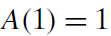 A(1) = 1